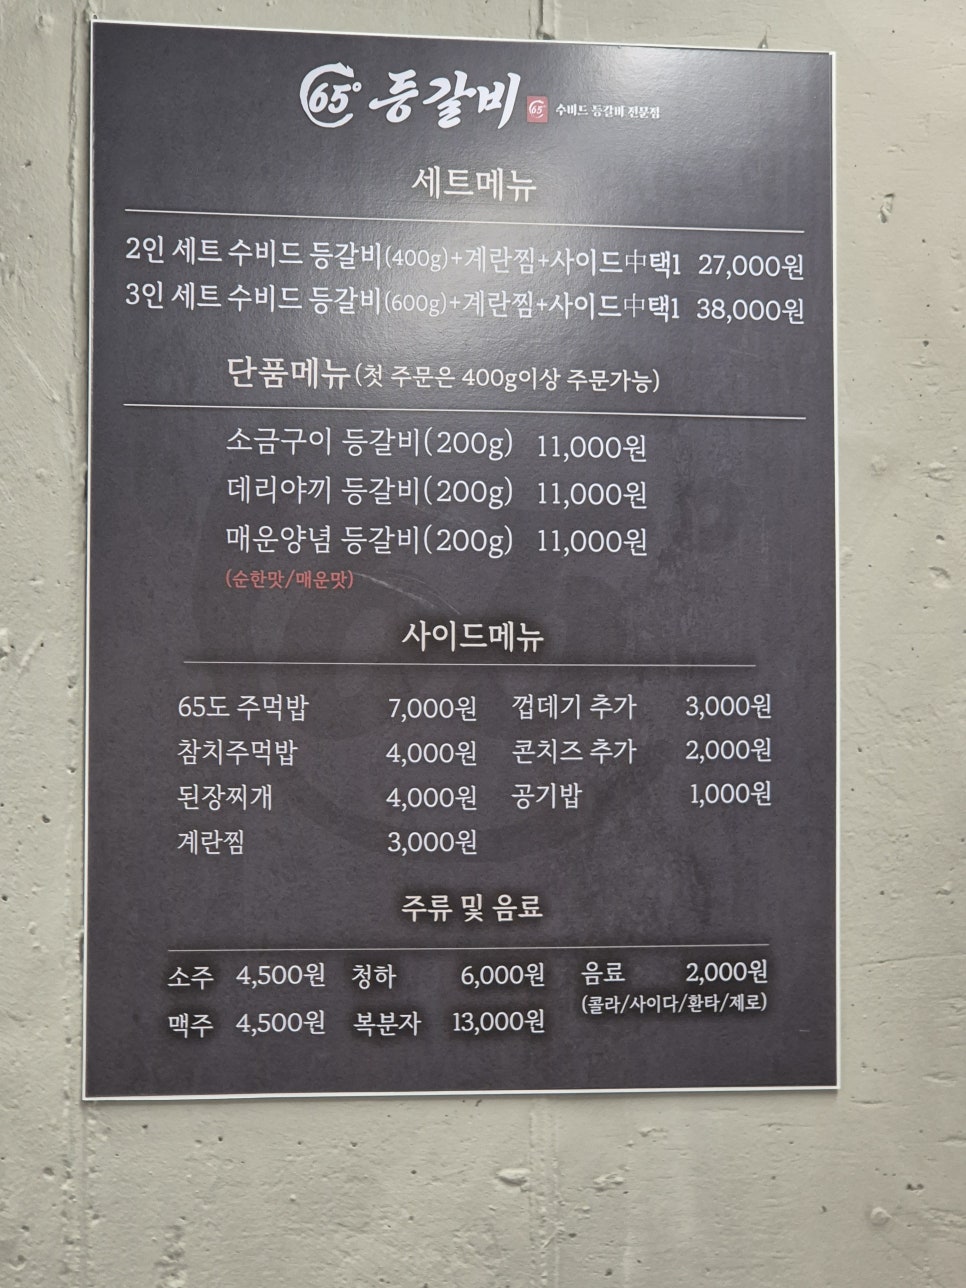 65° 등갈비 65° 수비드 등갈비 전문점
세트메뉴
2인 세트 수비드 등갈비(400g)+계란찜+사이드中택1 27,000원
3인 세트 수비드 등갈비(600g)+계란찜+사이드中택1 38,000원
단품메뉴(첫 주문은 400g이상 주문가능)
소금구이 등갈비(200g) 11,000원
데리야끼 등갈비(200g) 11,000원
매운양념 등갈비(200g) 11,000원
(순한맛/매운맛)
사이드메뉴
65도 주먹밥 7,000원 껍데기 추가 3,000원
참치주먹밥 4,000원 콘치즈 추가 2,000원
된장찌개 4,000원 공기밥 1,000원
계란찜 3,000원
주류 및 음료
소주 4,500원 청하 6,000원 음료 2,000원
(콜라/사이다/환타/제로)
맥주 4,500원 복분자 13,000원